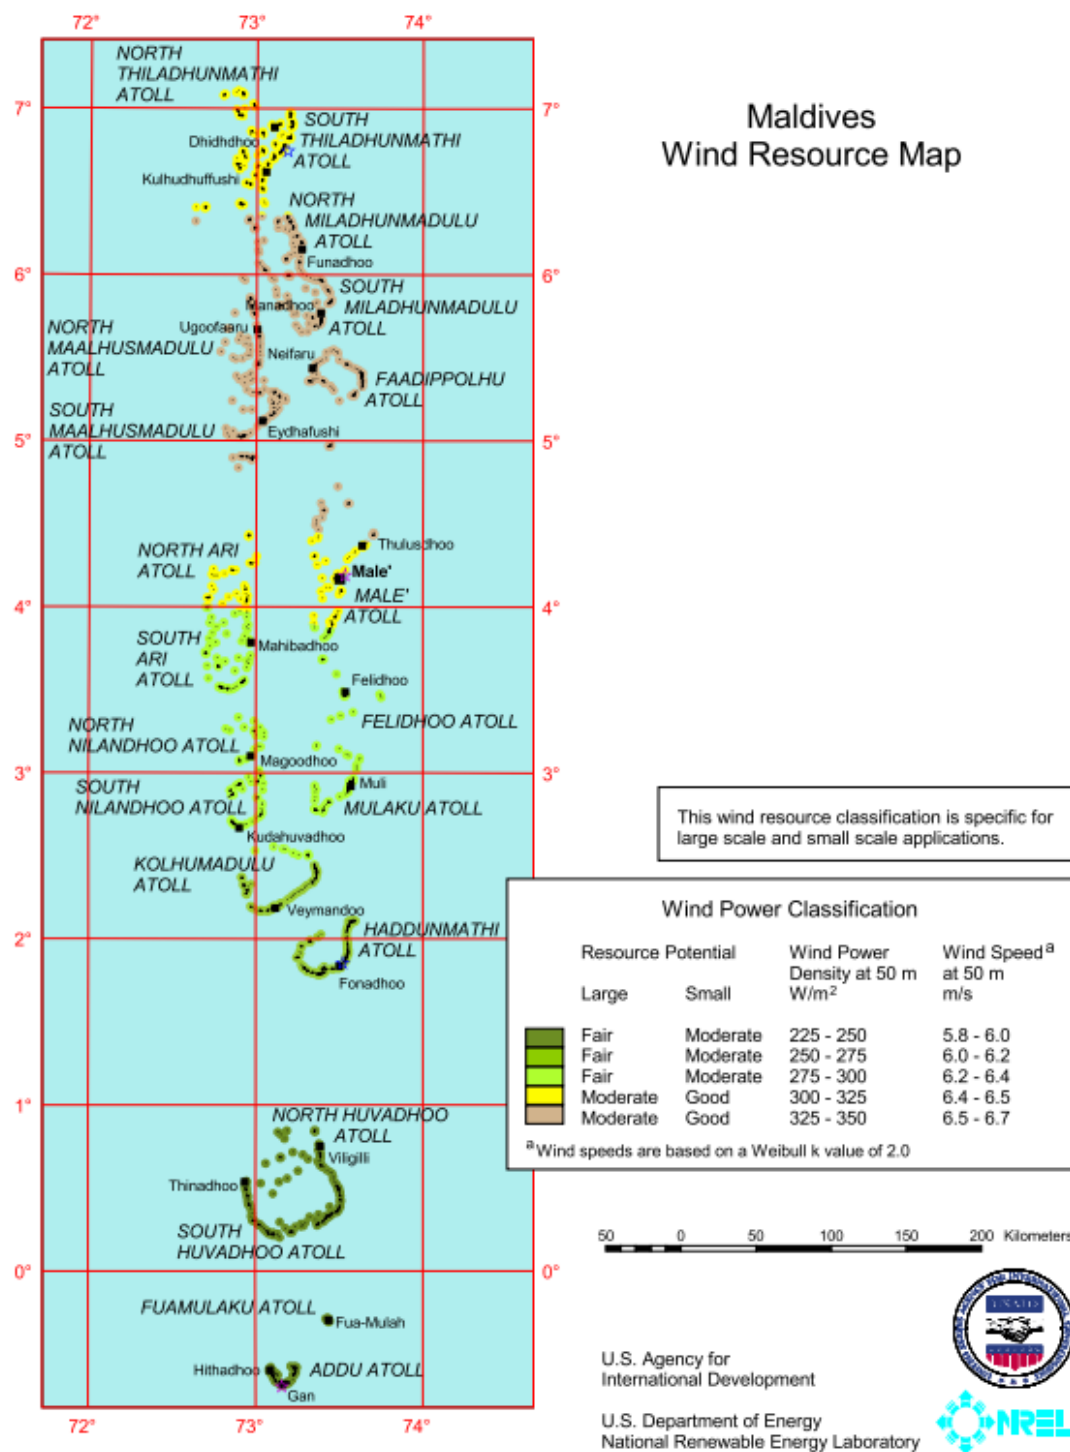 72°
73°
74°
NORTH
THILADHUNMATHI
ATOLL
7°
7°
SOUTH
THILADHUNMATHI
ATOLL
Dhidhdhoo
Kulhudhuffushi
NORTH
MILADHUNMADULU
ATOLL
Funadhoo
6°
6°
SOUTH
MILADHUNMADULU
ATOLL
Manadhoo
Ugoofaaru
NORTH
MAALHUSMADULU
ATOLL
Neifaru
FAADIPPOLHU
ATOLL
SOUTH
MAALHUSMADULU
ATOLL
Eydhafushi
5°
5°
Thulusdhoo
NORTH ARI
ATOLL
Male'
MALE'
ATOLL
4°
4°
SOUTH
ARI
ATOLL
Mahibadhoo
Felidhoo
FELIDHOO ATOLL
NORTH
NILANDHOO ATOLL
Magoodhoo
3°
3°
SOUTH
NILANDHOO ATOLL
Muli
MULAKU ATOLL
Kudahuvadhoo
KOLHUMADULU
ATOLL
Veymandoo
HADDUNMATHI
ATOLL
2°
2°
Fonadhoo
1°
1°
NORTH HUVADHOO
ATOLL
Viligilli
Thinadhoo
SOUTH
HUVADHOO ATOLL
0°
0°
FUAMULAKU ATOLL
Fua-Mulah
Hithadhoo
ADDU ATOLL
Gan
72°
73°
74°
Maldives
Wind Resource Map
This wind resource classification is specific for
large scale and small scale applications.
Wind Power Classification
Resource Potential Wind Power Wind Speed a
Density at 50 m at 50 m
Large Small W/m2 m/s
Fair Moderate 225 - 250 5.8 - 6.0
Fair Moderate 250 - 275 6.0 - 6.2
Fair Moderate 275 - 300 6.2 - 6.4
Moderate Good 300 - 325 6.4 - 6.5
Moderate Good 325 - 350 6.5 - 6.7
a Wind speeds are based on a Weibull k value of 2.0
50 0 50 100 150 200 Kilometers
USAID
U.S. Agency for
International Development
U.S. Department of Energy
National Renewable Energy Laboratory
NREL